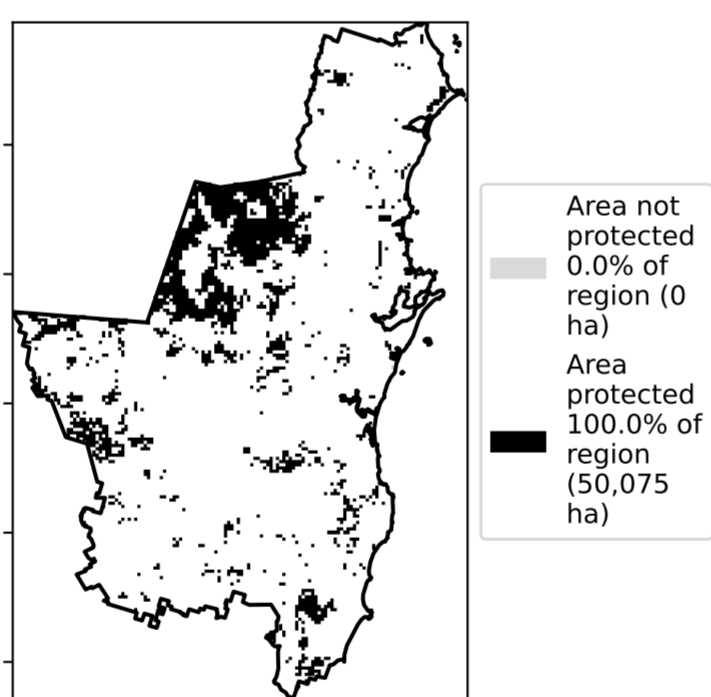 Area not
protected
0.0% of
region (0
ha)
Area
protected
100.0% of
region
(50,075
ha)